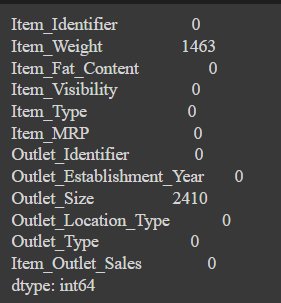 Item_Identifier 0
Item_Weight 1463
Item_Fat_Content 0
Item_Visibility 0
Item_Type 0
Item_MRP 0
Outlet_Identifier 0
Outlet_Establishment_Year 0
Outlet_Size 2410
Outlet_Location_Type 0
Outlet_Type 0
Item_Outlet_Sales 0
dtype: int64